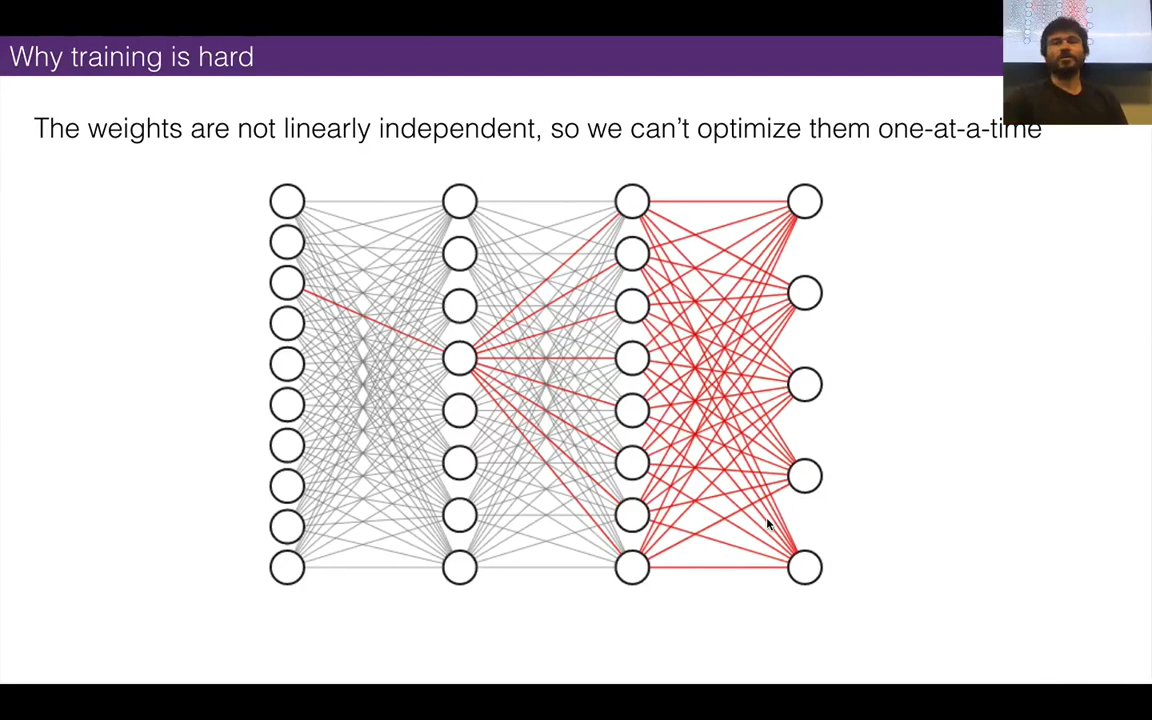 Why training is hard
The weights are not linearly independent, so we can't optimize them one-at-a-time